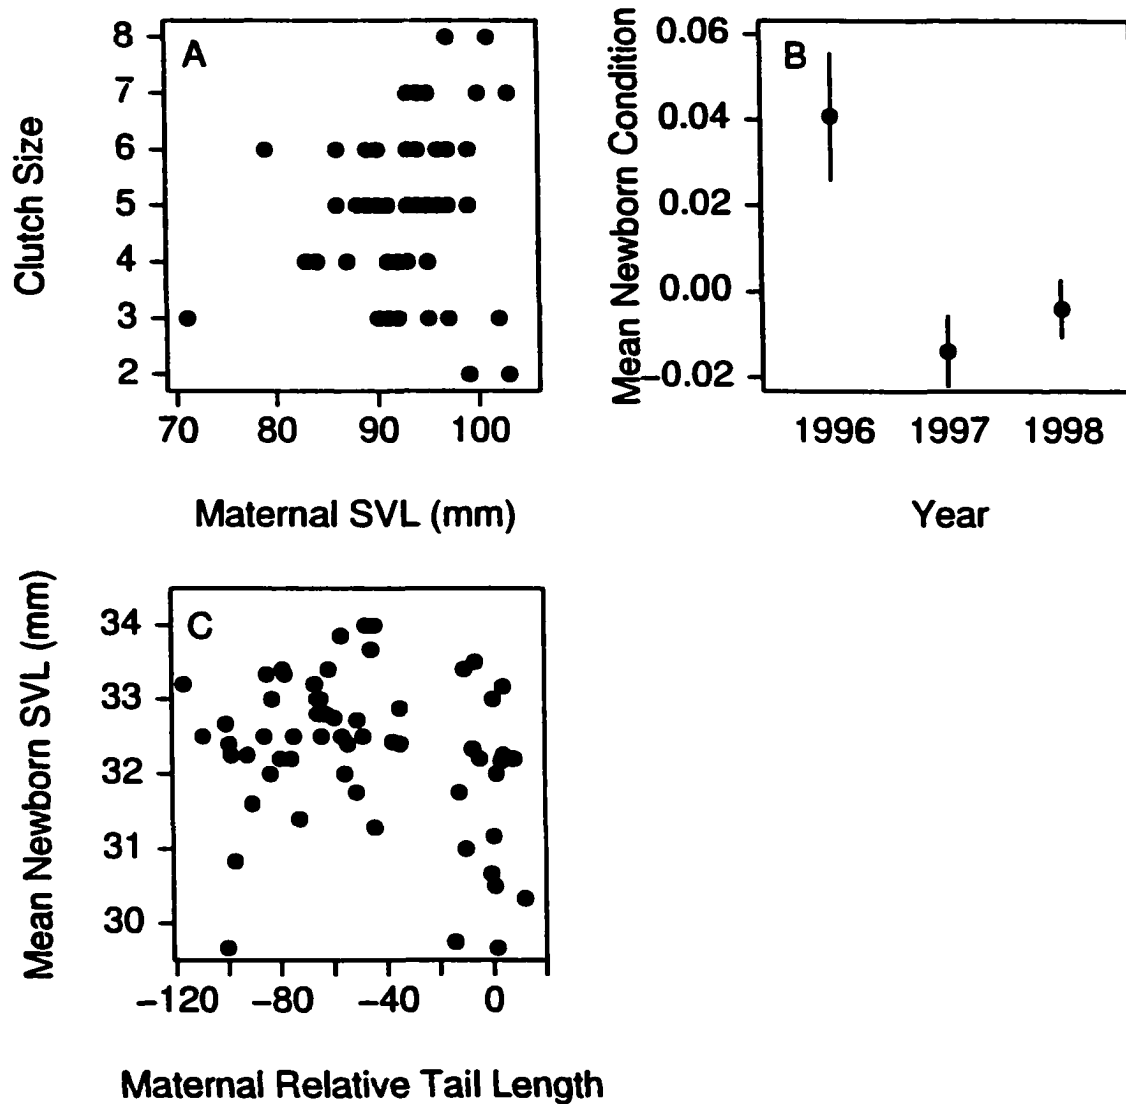 A
Clutch Size
8
7
6
5
4
3
2
70 80 90 100
Maternal SVL (mm)
B
Mean Newborn Condition
0.06
0.04
0.02
0.00
−0.02
1996 1997 1998
Year
C
Mean Newborn SVL (mm)
34
33
32
31
30
−120 −80 −40 0
Maternal Relative Tail Length